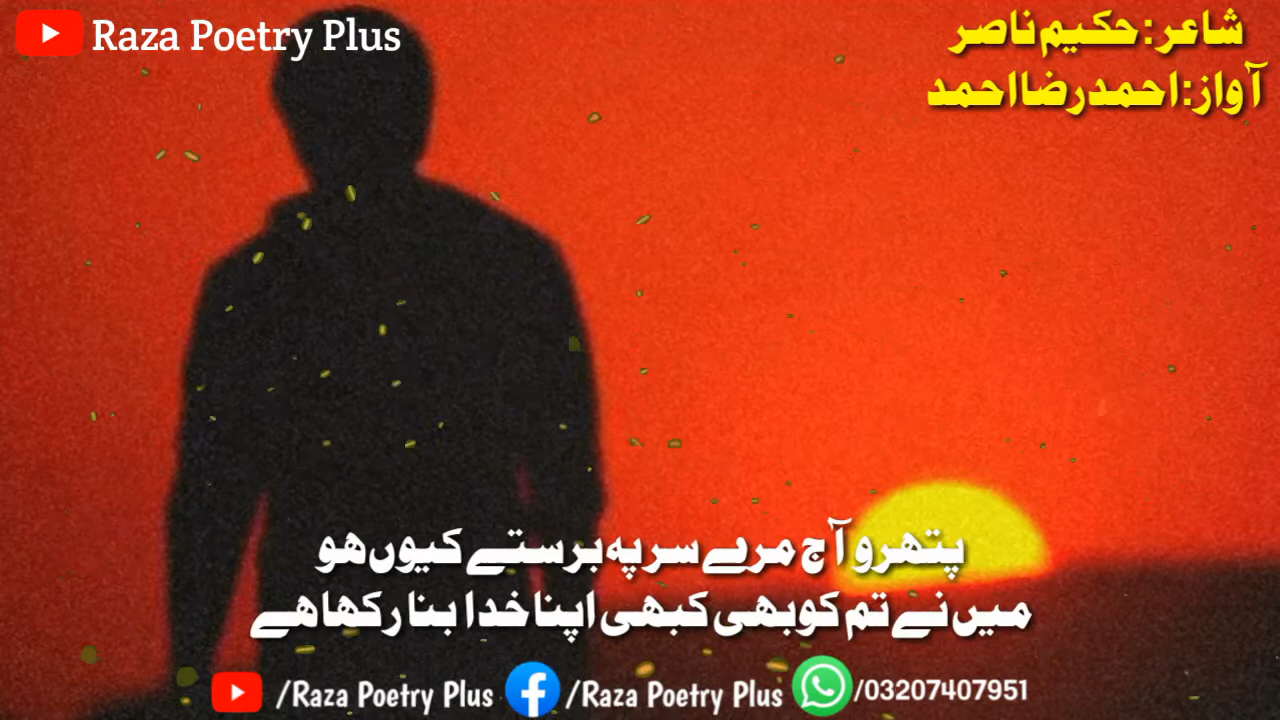 Raza Poetry Plus
شاعر: حکیم ناصر
آواز: احمد رضا احمد
پتھرو آج مرے سر پہ برستے کیوں ھو
میں نے تم کو بھی کبھی اپنا خدا بنا رکھا ھے
/Raza Poetry Plus /Raza Poetry Plus /03207407951